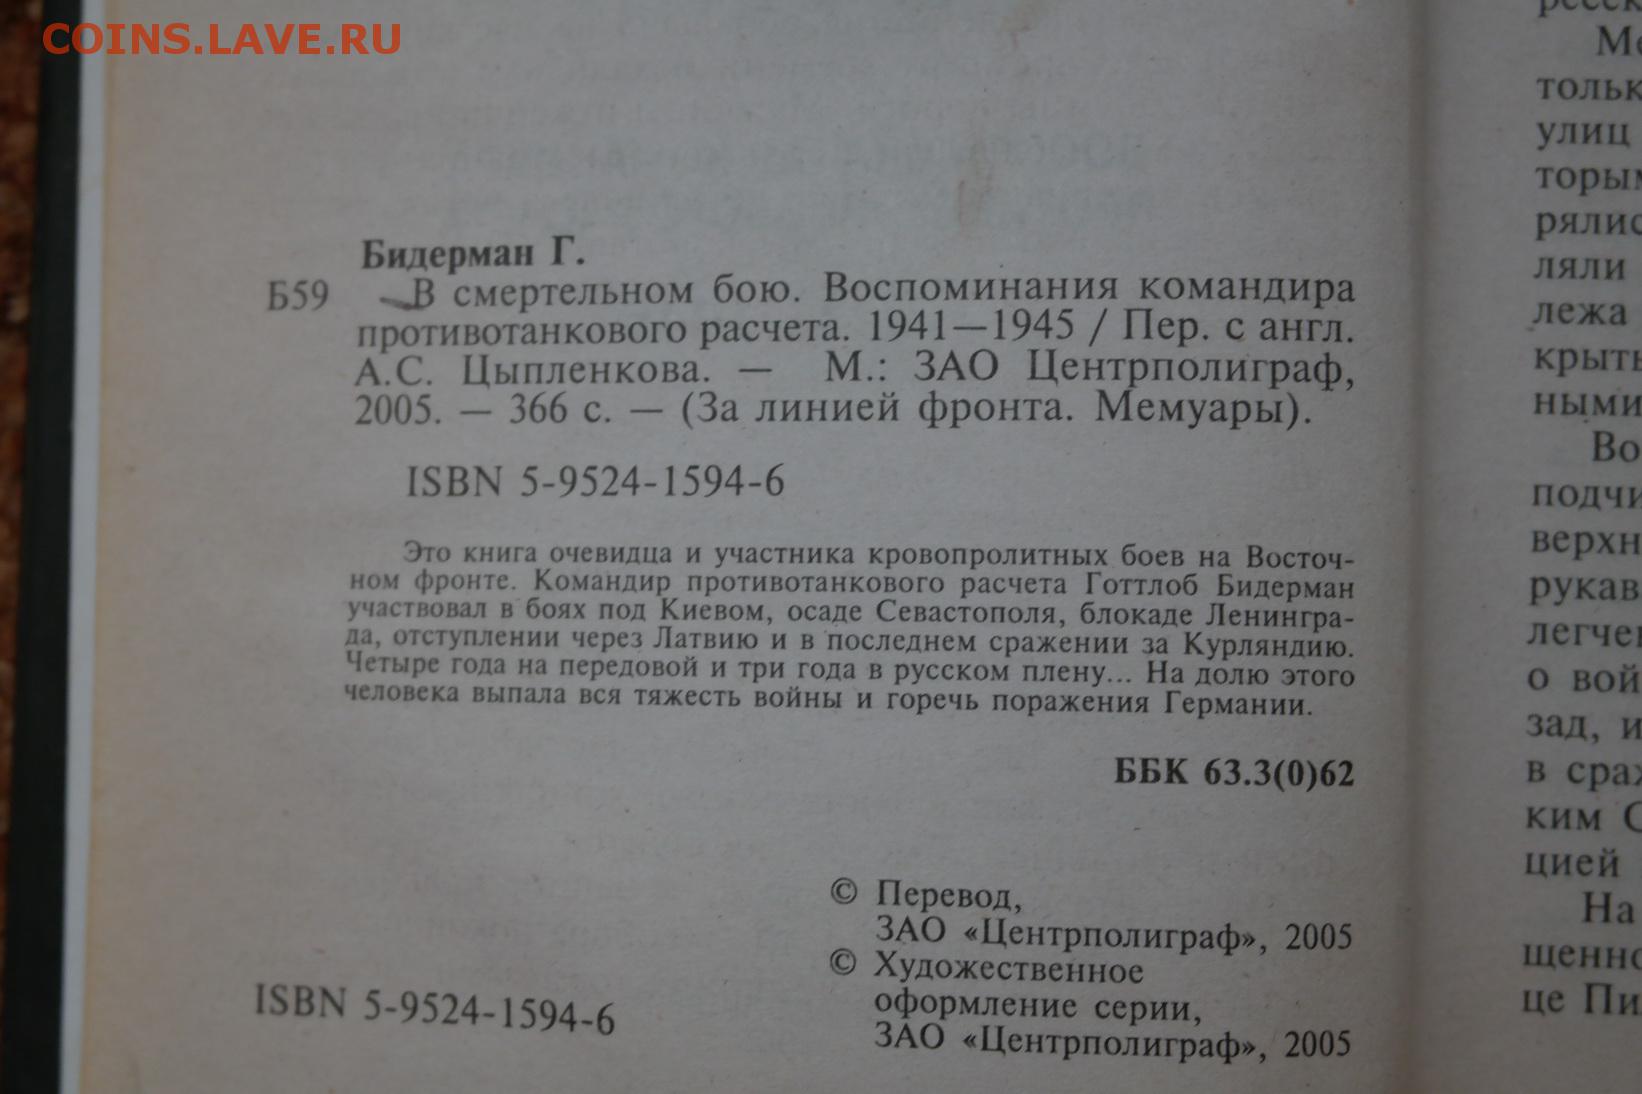 COINS.LAVE.RU
Бидерман Г.
Б59 В смертельном бою. Воспоминания командира
противотанкового расчета. 1941—1945 / Пер. с англ.
А.С. Цыпленкова. — М.: ЗАО Центрполиграф,
2005. — 366 с. — (За линией фронта. Мемуары).
ISBN 5-9524-1594-6
Это книга очевидца и участника кровопролитных боев на Восточ-
ном фронте. Командир противотанкового расчета Готтлоб Бидерман
участвовал в боях под Киевом, осаде Севастополя, блокаде Ленингра-
да, отступлении через Латвию и в последнем сражении за Курляндию.
Четыре года на передовой и три года в русском плену... На долю этого
человека выпала вся тяжесть войны и горечь поражения Германии.
ББК 63.3(0)62
© Перевод,
ЗАО «Центрполиграф», 2005
© Художественное
оформление серии,
ЗАО «Центрполиграф», 2005
ISBN 5-9524-1594-6
тольк
улиц
торым
рялис
ляли
лежа
крыть
ными
Во
подчи
верхн
рукав
легчеи
о вой
зад, и
в сраж
ким С
цией
На
щенно
це Пи